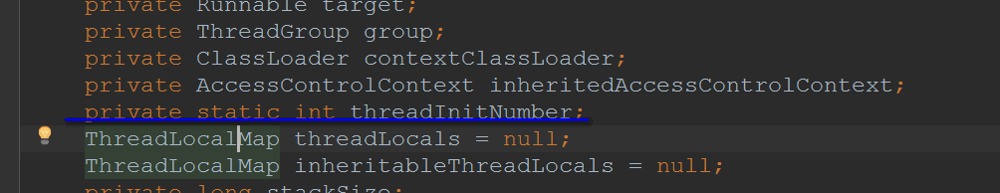 private Runnable target;
private ThreadGroup group;
private ClassLoader contextClassLoader;
private AccessControlContext inheritedAccessControlContext;
private static int threadInitNumber;
ThreadLocalMap threadLocals = null;
ThreadLocalMap inheritableThreadLocals = null;
private long stackSize;